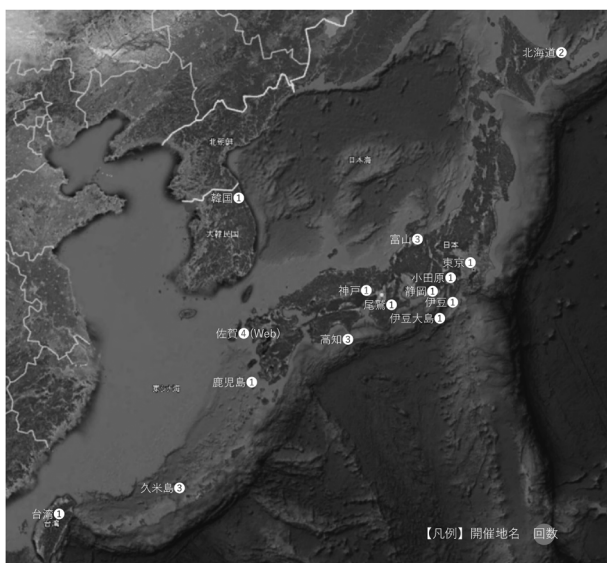 北海道❷
北朝鮮
日本海
韓国❶
大韓民国
富山❸
日本
東京❶
小田原❶
神戸❶
静岡❶
尾鷲❶
伊豆❶
伊豆大島❶
佐賀❹(Web)
高知❸
鹿児島❶
東シナ海
久米島❸
台湾❶
台湾
【凡例】開催地名 回数